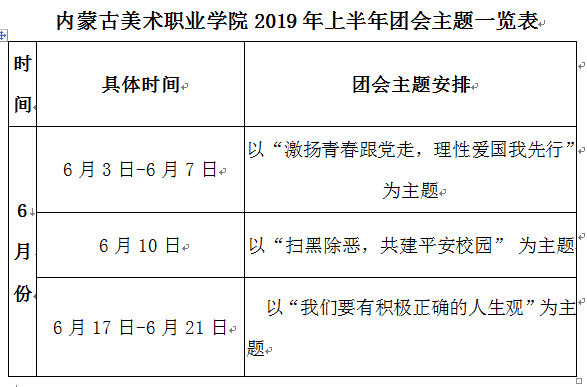 内蒙古美术职业学院 2019 年上半年团会主题一览表
时间
具体时间
团会主题安排
6月份
6 月 3 日-6 月 7 日
以“激扬青春跟党走，理性爱国我先行”
为主题
6 月 10 日
以“扫黑除恶，共建平安校园” 为主题
6 月 17 日-6 月 21 日
以“我们要有积极正确的人生观”为主
题